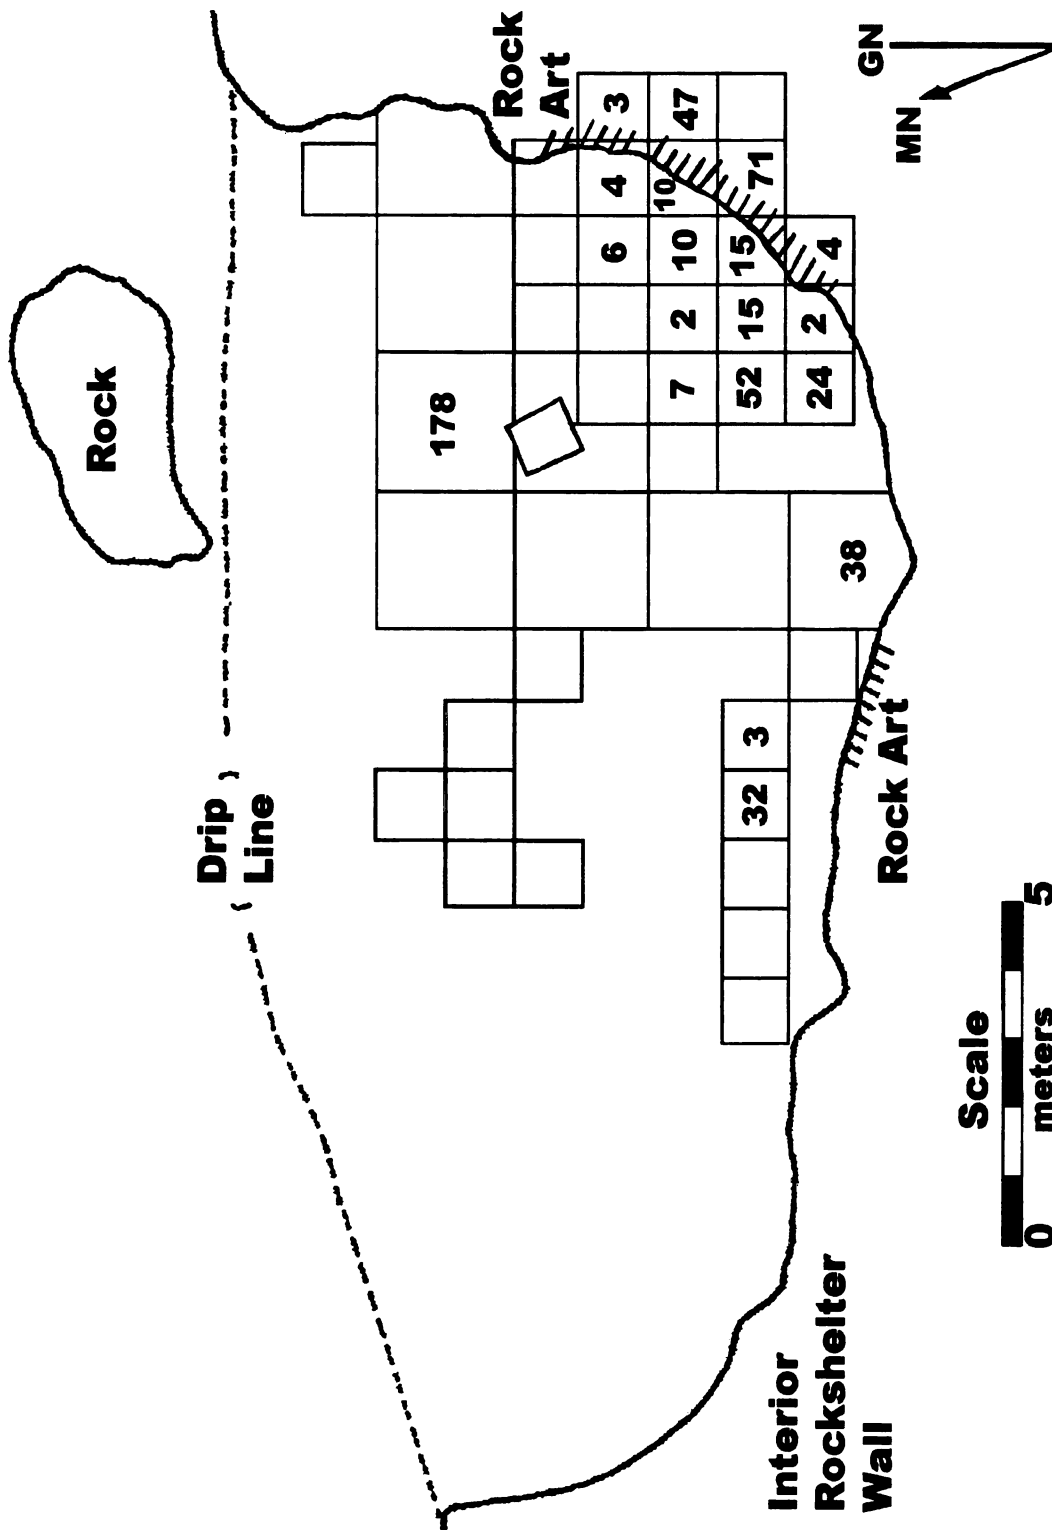 Rock
Drip
Line
178
Rock
Art
6 4 3
7 2 10 10 47
32 3 52 15 15 71
24 2 4
38
Interior
Rockshelter
Wall
Rock Art
GN
MN
Scale
0 meters 5